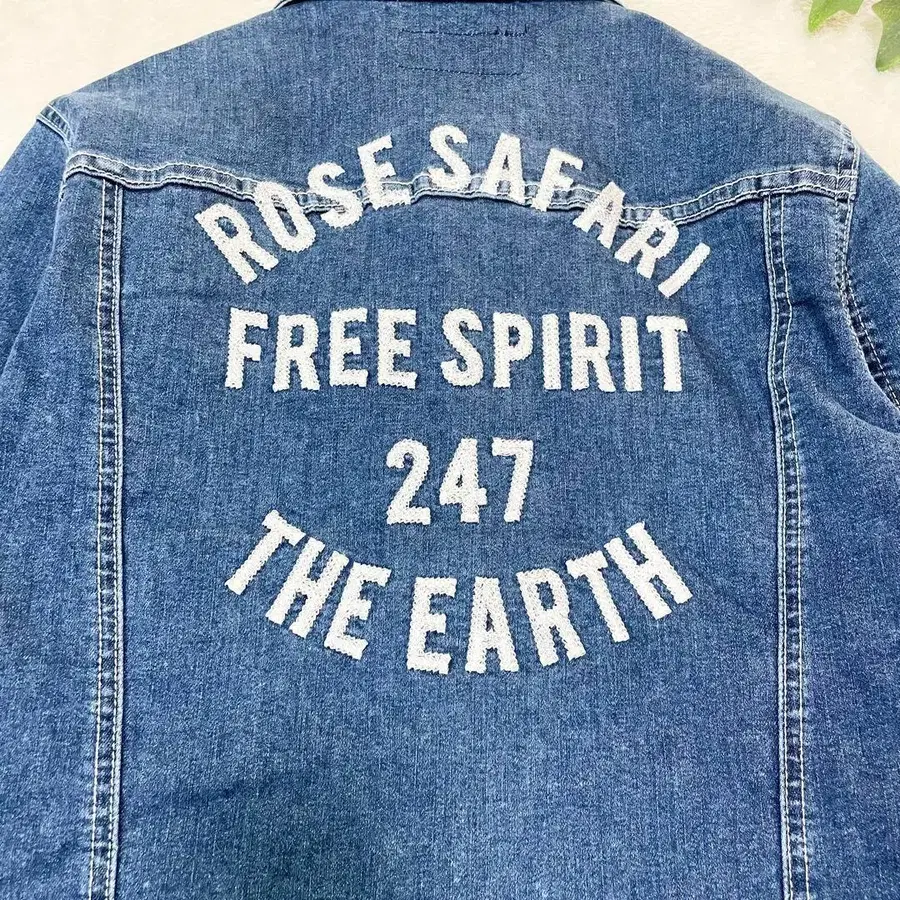 ROSE SAFARI
FREE SPIRIT
247
THE EARTH